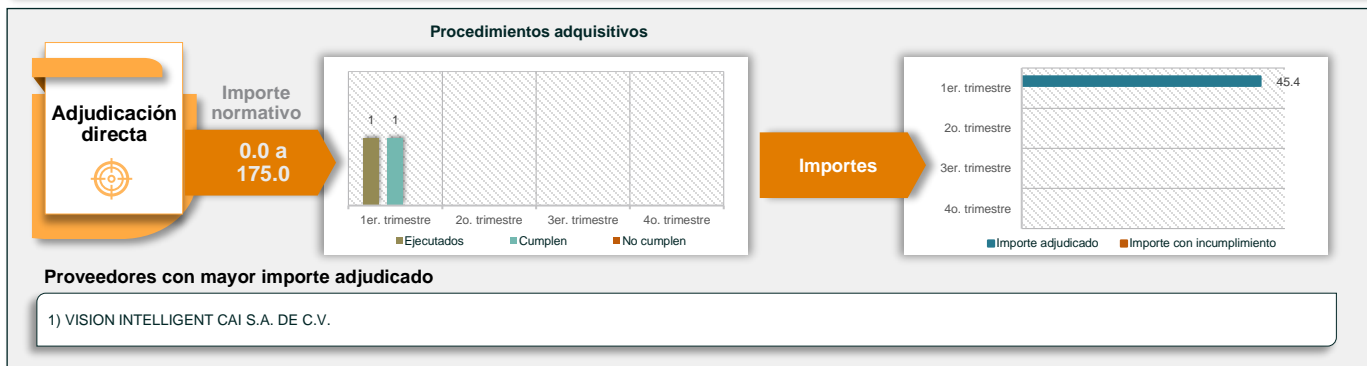 Procedimientos adquisitivos
Adjudicación
directa
Importe
normativo
0.0 a
175.0
1 1
1er. trimestre 2o. trimestre 3er. trimestre 4o. trimestre
Ejecutados Cumplen No cumplen
Importes
1er. trimestre 45.4
2o. trimestre
3er. trimestre
4o. trimestre
Importe adjudicado Importe con incumplimiento
Proveedores con mayor importe adjudicado
1) VISION INTELLIGENT CAI S.A. DE C.V.